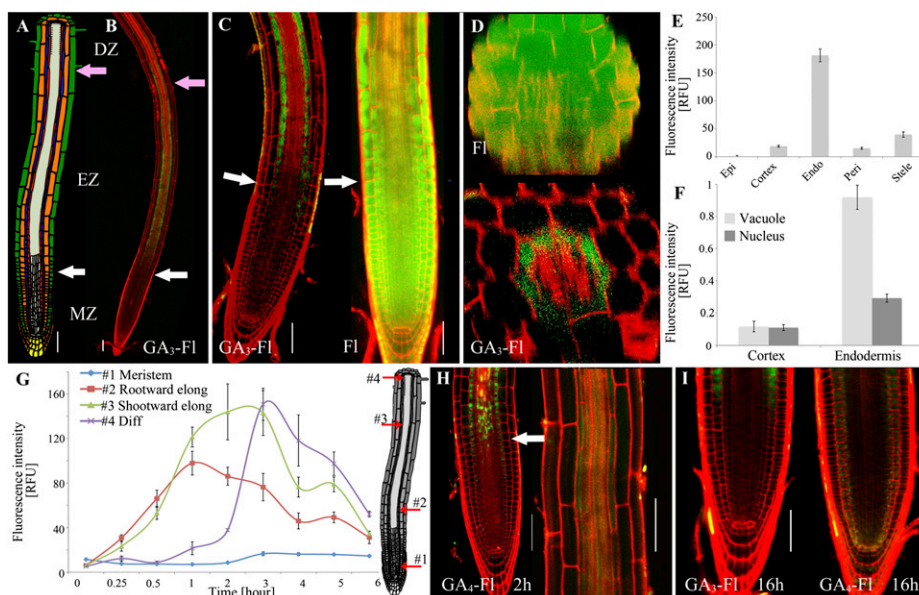 A
DZ
EZ
MZ
B
GA₃-Fl
C
GA₃-Fl
Fl
D
Fl
GA₃-Fl
E
Fluorescence intensity
[RFU]
250
200
150
100
50
0
Epi
Cortex
Endo
Peri
Stele
F
Fluorescence intensity
[RFU]
1
0.8
0.6
0.4
0.2
0
Vacuole
Nucleus
Cortex
Endodermis
G
#1 Meristem
#2 Rootward elong
#3 Shootward elong
#4 Diff
Fluorescence intensity
[RFU]
160
120
80
40
0
0 0.25 0.5 1 2 3 4 5 6
Time [hour]
#4
#3
#2
#1
H
GA₄-Fl 2h
I
GA₃-Fl 16h
GA₄-Fl 16h